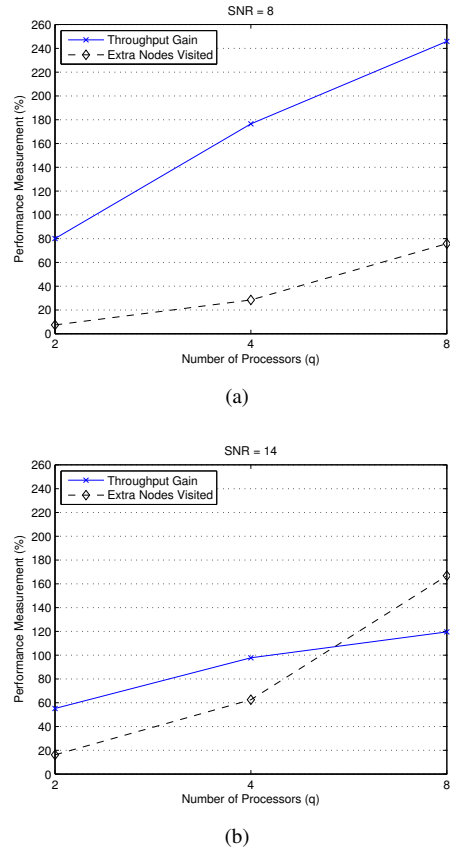 SNR = 8
260
240
220
200
180
160
140
120
100
80
60
40
20
0
Performance Measurement (%)
Throughput Gain
Extra Nodes Visited
2
4
8
Number of Processors (q)
(a)
SNR = 14
260
240
220
200
180
160
140
120
100
80
60
40
20
0
Performance Measurement (%)
Throughput Gain
Extra Nodes Visited
2
4
8
Number of Processors (q)
(b)